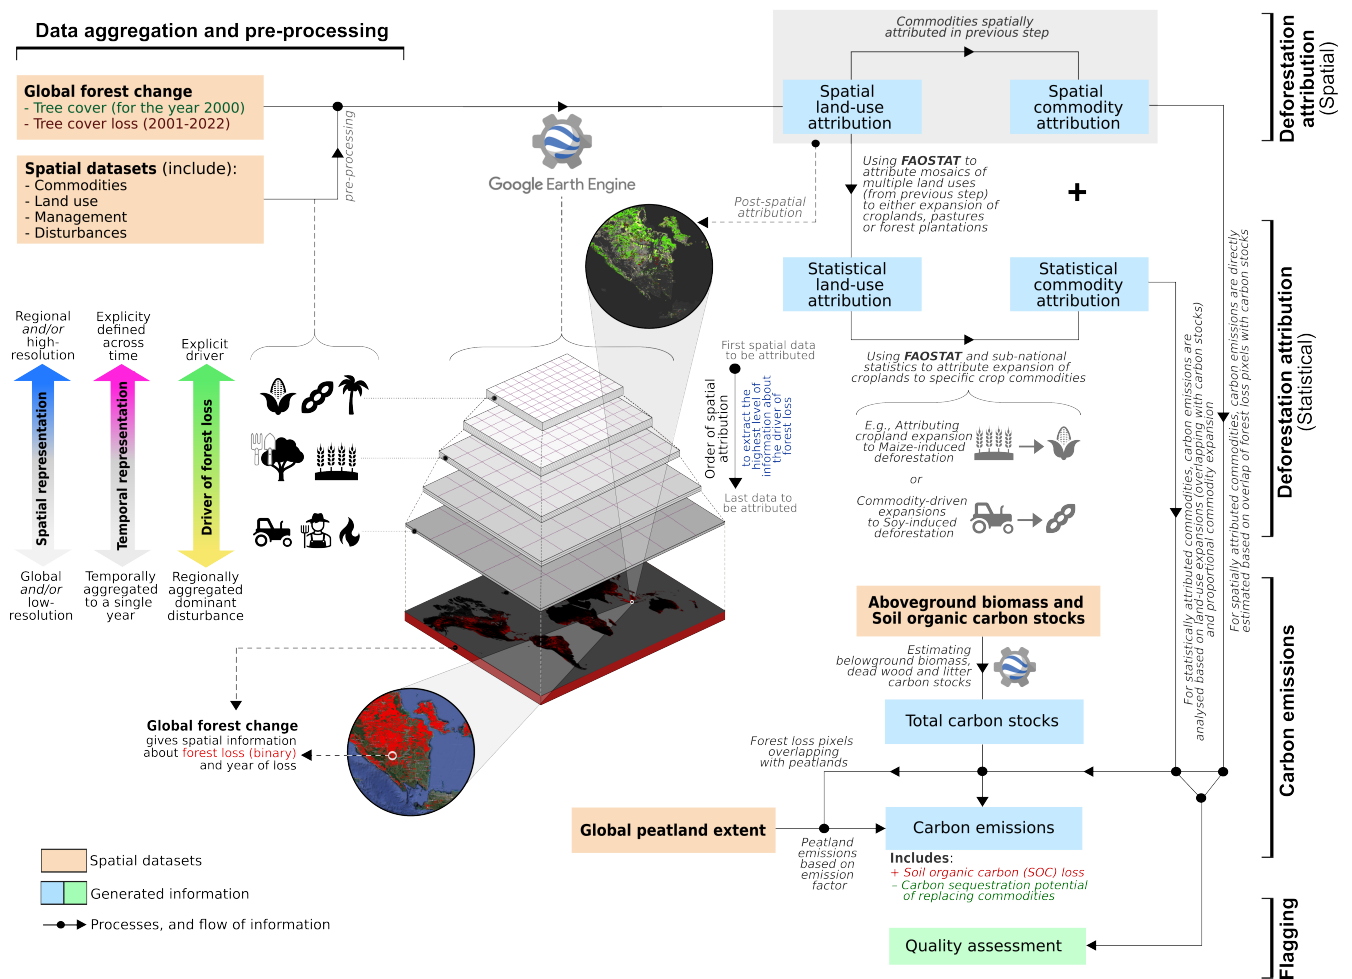 Data aggregation and pre-processing
Global forest change
- Tree cover (for the year 2000)
- Tree cover loss (2001-2022)
Spatial datasets (include):
- Commodities
- Land use
- Management
- Disturbances
pre-processing
Google Earth Engine
Commodities spatially
attributed in previous step
Spatial
land-use
attribution
Spatial
commodity
attribution
Deforestation
attribution
(Spatial)
Using FAOSTAT to
attribute mosaics of
multiple land uses
(from previous step)
to either expansion of
croplands, pastures
or forest plantations
+
Post-spatial
attribution
Statistical
land-use
attribution
Statistical
commodity
attribution
Using FAOSTAT and sub-national
statistics to attribute expansion of
croplands to specific crop commodities
E.g., Attributing
cropland expansion
to Maize-induced
deforestation
or
Commodity-driven
expansions
to Soy-induced
deforestation
Deforestation attribution
(Statistical)
For statistically attributed commodities, carbon emissions are
analysed based on land-use expansions (overlapping with carbon stocks)
and proportional commodity expansion
For spatially attributed commodities, carbon emissions are directly
estimated based on overlap of forest loss pixels with carbon stocks
Regional
and/or
high-
resolution
Explicity
defined
across
time
Explicit
driver
Spatial representation
Temporal representation
Driver of forest loss
Global
and/or
low-
resolution
Temporally
aggregated
to a single
year
Regionally
aggregated
dominant
disturbance
First spatial data
to be attributed
Order of spatial
attribution
to extract the
highest level of
information about
the driver of
forest loss
Last data to
be attributed
Global forest change
gives spatial information
about forest loss (binary)
and year of loss
Aboveground biomass and
Soil organic carbon stocks
Estimating
belowground biomass,
dead wood and litter
carbon stocks
Total carbon stocks
Forest loss pixels
overlapping
with peatlands
Global peatland extent
Peatland
emissions
based on
emission
factor
Carbon emissions
Includes:
+ Soil organic carbon (SOC) loss
- Carbon sequestration potential
of replacing commodities
Quality assessment
Carbon emissions
Flagging
Spatial datasets
Generated information
Processes, and flow of information